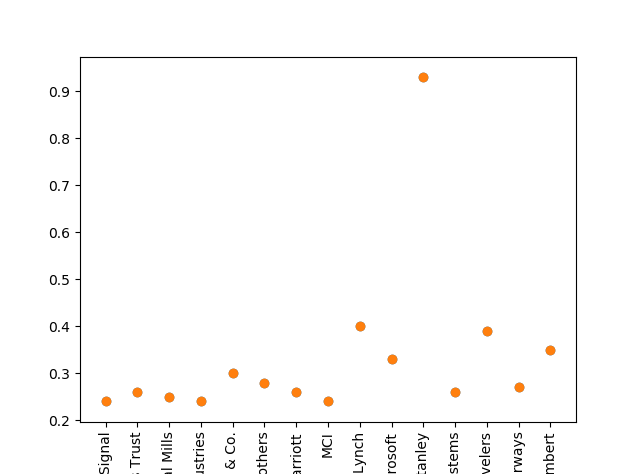 0.9
0.8
0.7
0.6
0.5
0.4
0.3
0.2
Signal
s Trust
l Mills
ustries
& Co.
others
arriott
MCI
Lynch
rosoft
tanley
stems
velers
rways
mbert